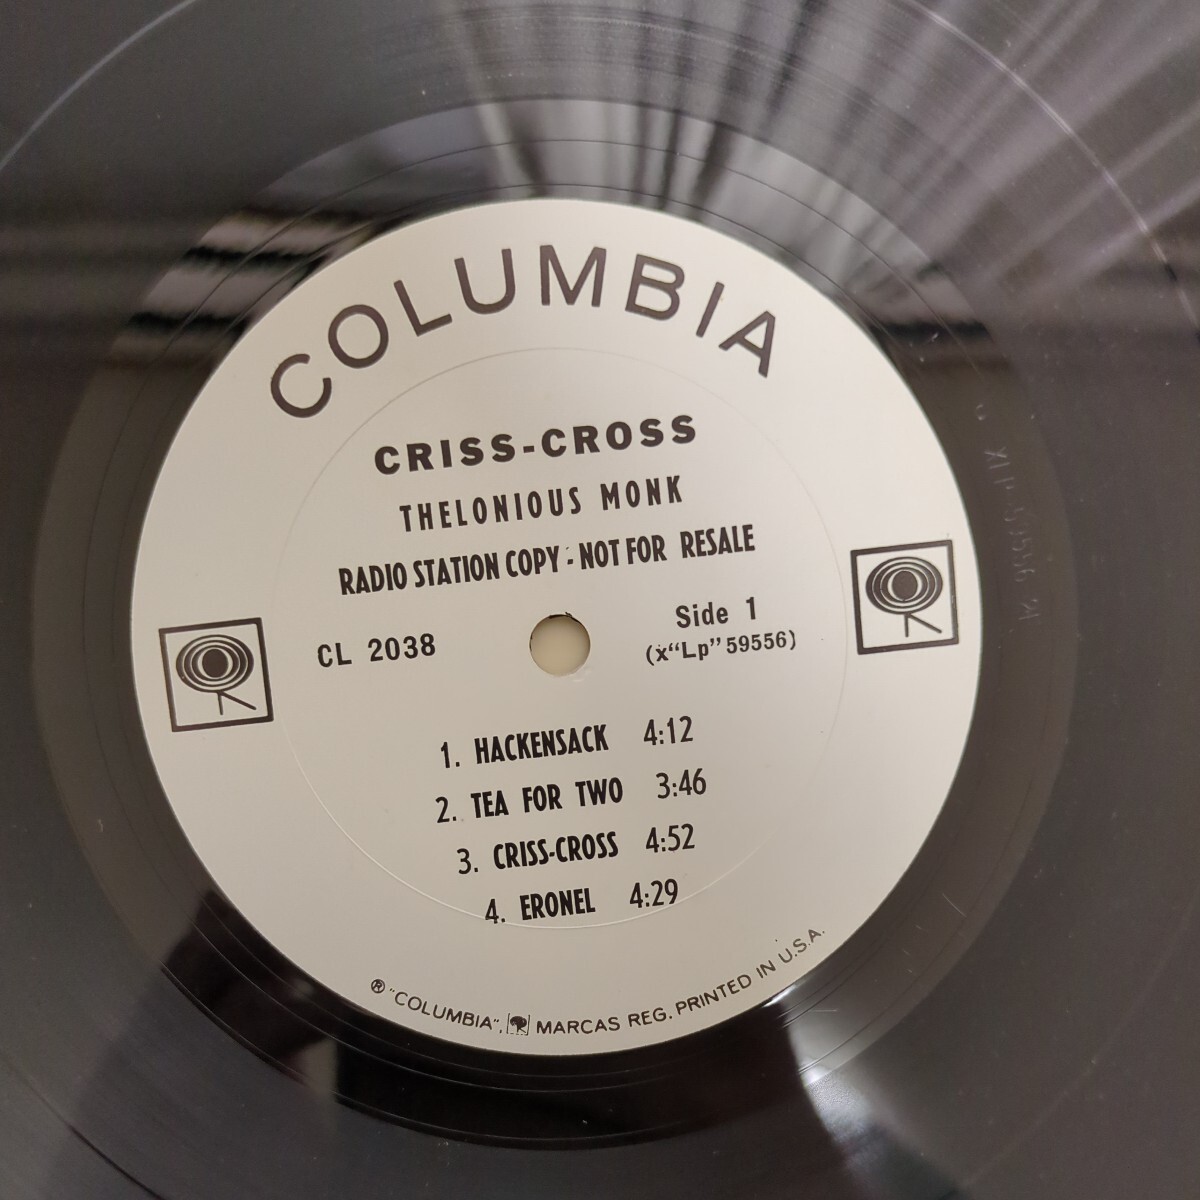 COLUMBIA
CRISS-CROSS
THELONIOUS MONK
RADIO STATION COPY - NOT FOR RESALE
CL 2038
Side 1
(x“Lp” 59556)
1. HACKENSACK 4:12
2. TEA FOR TWO 3:46
3. CRISS-CROSS 4:52
4. ERONEL 4:29
® "COLUMBIA", MARCAS REG. PRINTED IN U.S.A.